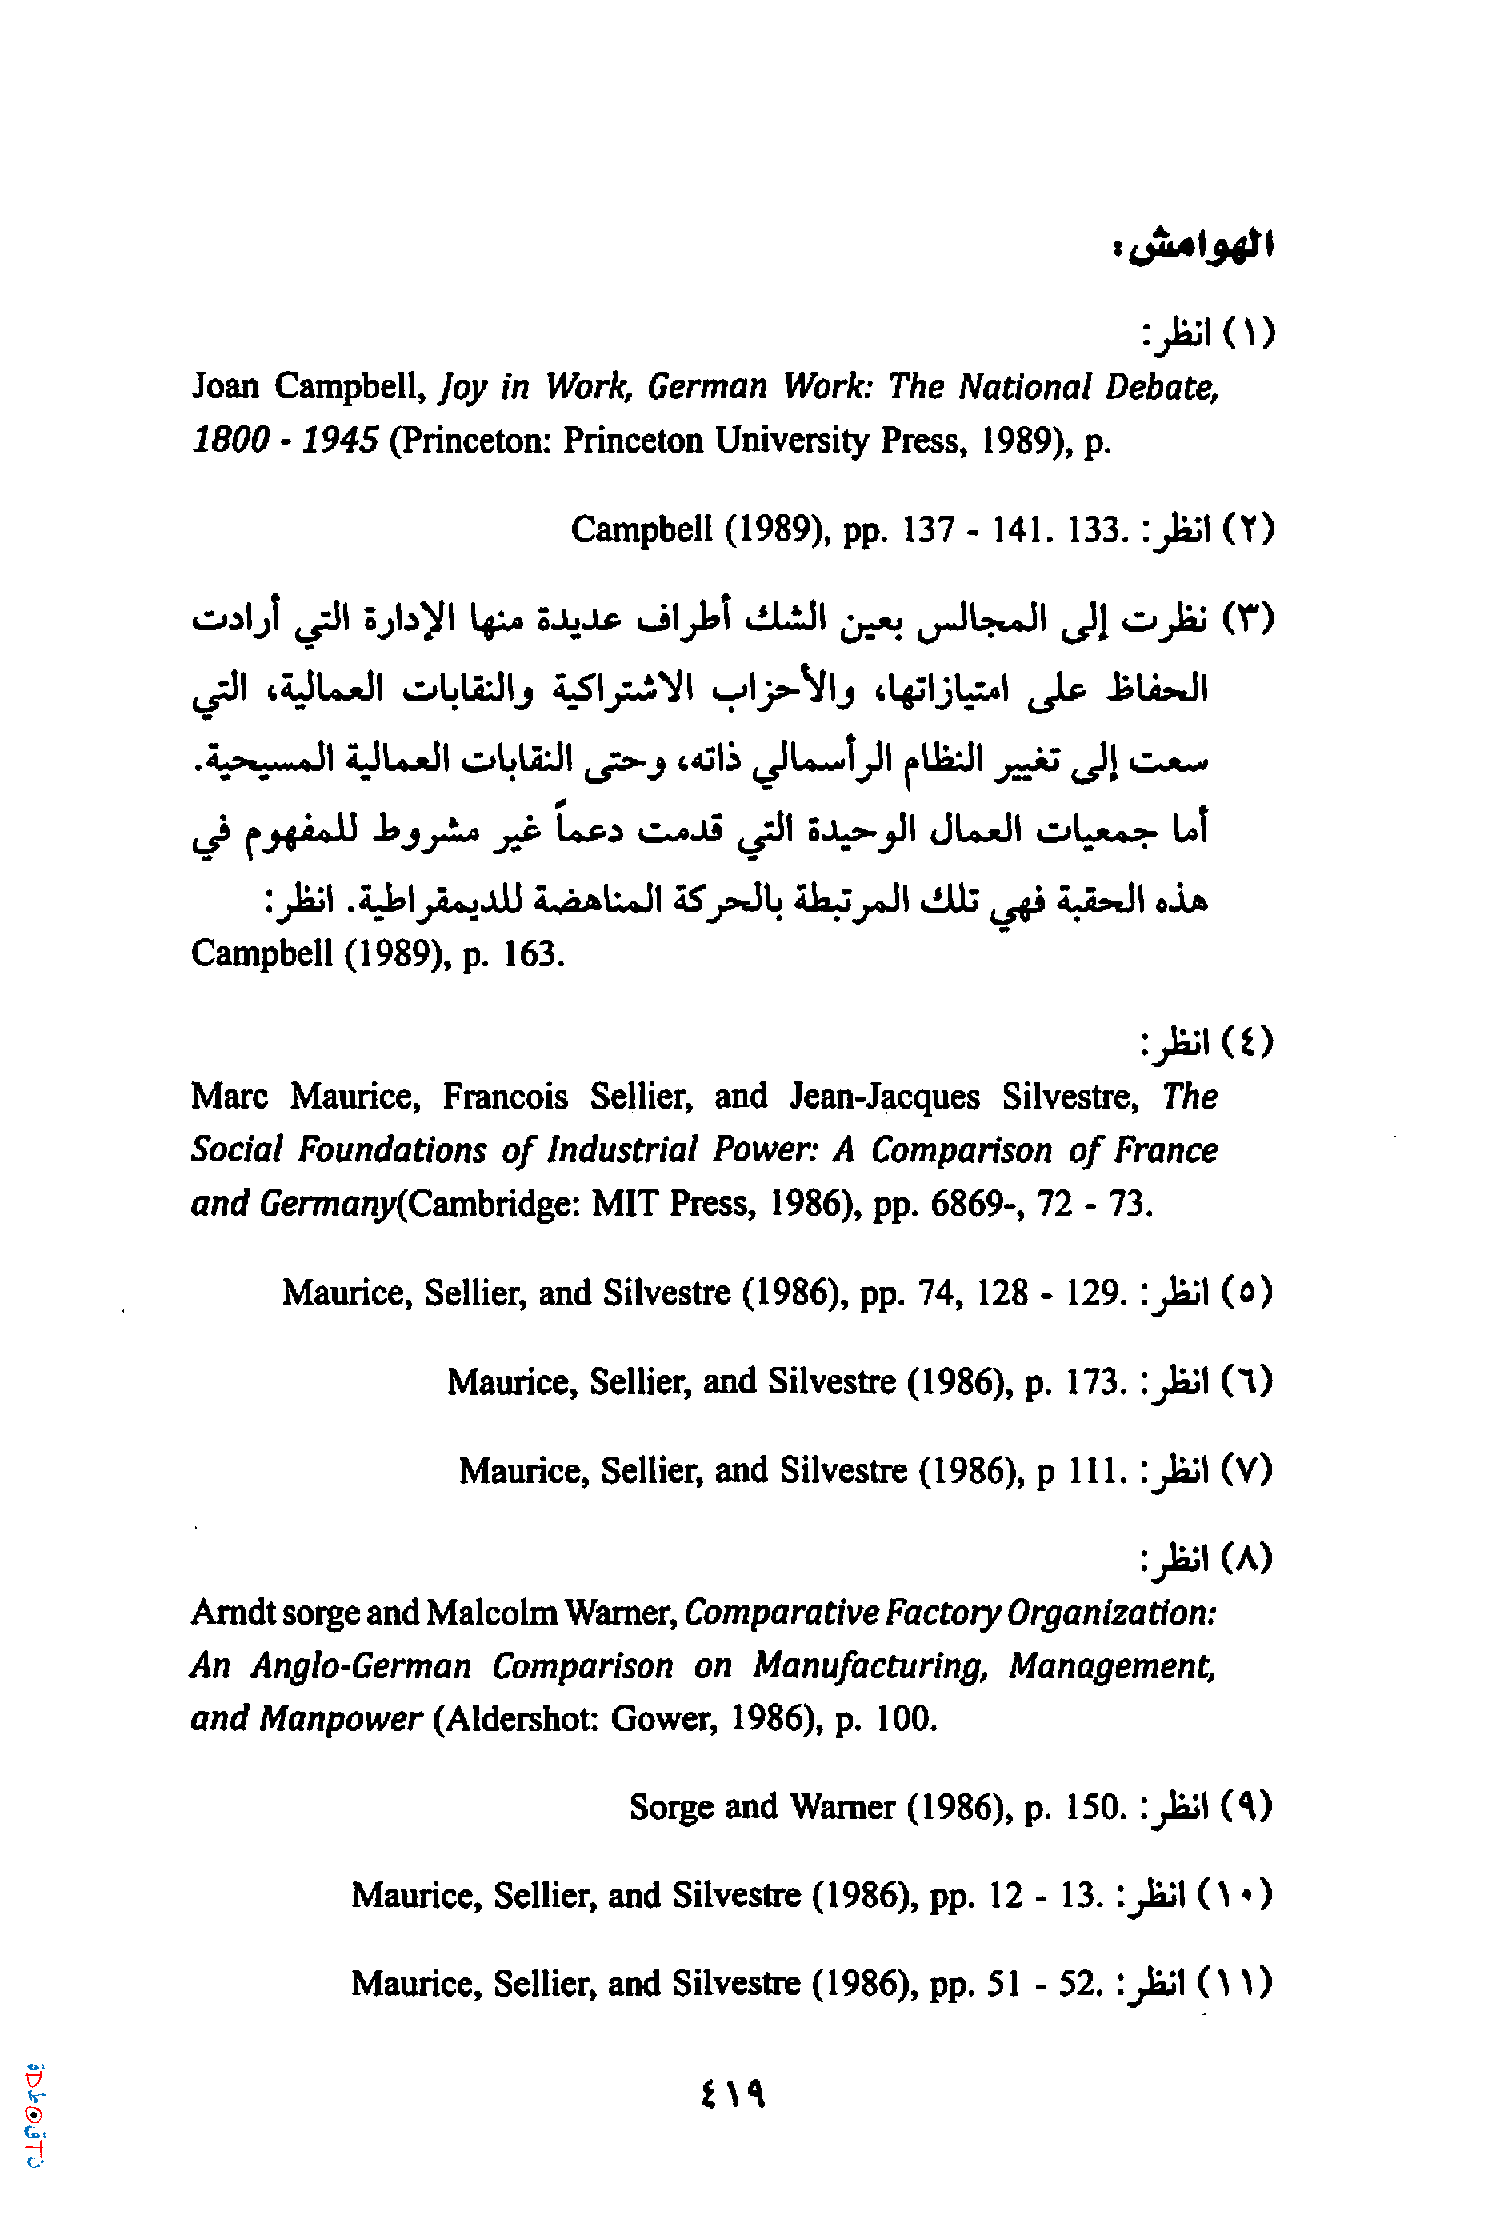 الهوامش:
(١) انظر:
Joan Campbell, Joy in Work, German Work: The National Debate,
1800 - 1945 (Princeton: Princeton University Press, 1989), p.
(٢) انظر: Campbell (1989), pp. 137 - 141. 133.
(٣) نظرت إلى المجالس بعين الشك أطراف عديدة منها الإدارة التي أرادت
الحفاظ على امتيازاتها، والأحزاب الاشتراكية والنقابات العمالية، التي
سعت إلى تغيير النظام الرأسمالي ذاته، وحتى النقابات العمالية المسيحية.
أما جمعيات العمال الوحيدة التي قدمت دعماً غير مشروط للمفهوم في
هذه الحقبة فهي تلك المرتبطة بالحركة المناهضة للديمقراطية. انظر:
Campbell (1989), p. 163.
(٤) انظر:
Marc Maurice, Francois Sellier, and Jean-Jacques Silvestre, The
Social Foundations of Industrial Power: A Comparison of France
and Germany(Cambridge: MIT Press, 1986), pp. 6869-, 72 - 73.
(٥) انظر: Maurice, Sellier, and Silvestre (1986), pp. 74, 128 - 129.
(٦) انظر: Maurice, Sellier, and Silvestre (1986), p. 173.
(٧) انظر: Maurice, Sellier, and Silvestre (1986), p 111.
(٨) انظر:
Arndt sorge and Malcolm Warner, Comparative Factory Organization:
An Anglo-German Comparison on Manufacturing, Management,
and Manpower (Aldershot: Gower, 1986), p. 100.
(٩) انظر: Sorge and Warner (1986), p. 150.
(١٠) انظر: Maurice, Sellier, and Silvestre (1986), pp. 12 - 13.
(١١) انظر: Maurice, Sellier, and Silvestre (1986), pp. 51 - 52.
٤١٩